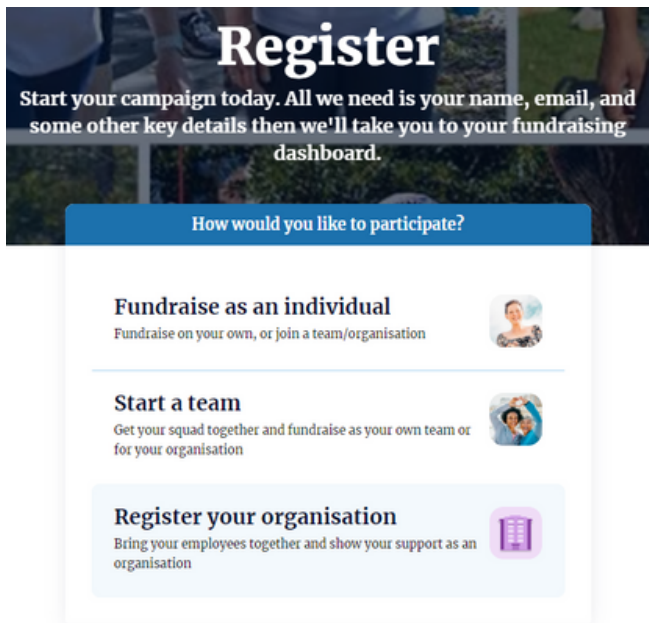 Register
Start your campaign today. All we need is your name, email, and
some other key details then we'll take you to your fundraising
dashboard.
How would you like to participate?
Fundraise as an individual
Fundraise on your own, or join a team/organisation
Start a team
Get your squad together and fundraise as your own team or
for your organisation
Register your organisation
Bring your employees together and show your support as an
organisation